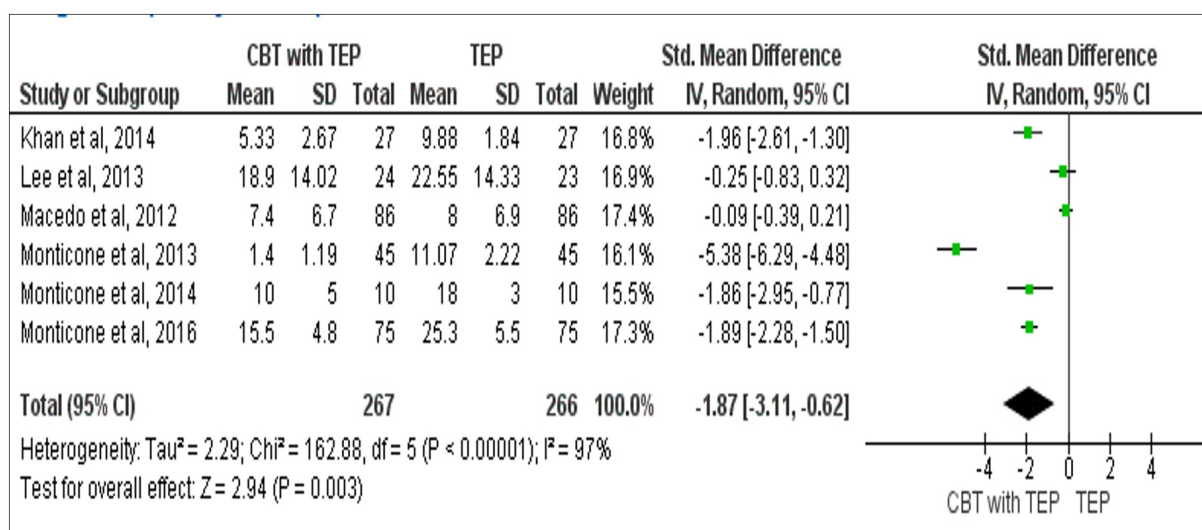 CBT with TEP TEP Std. Mean Difference Std. Mean Difference
Study or Subgroup Mean SD Total Mean SD Total Weight IV, Random, 95% CI IV, Random, 95% CI
Khan et al, 2014 5.33 2.67 27 9.88 1.84 27 16.8% -1.96 [-2.61, -1.30]
Lee et al, 2013 18.9 14.02 24 22.55 14.33 23 16.9% -0.25 [-0.83, 0.32]
Macedo et al, 2012 7.4 6.7 86 8 6.9 86 17.4% -0.09 [-0.39, 0.21]
Monticone et al, 2013 1.4 1.19 45 11.07 2.22 45 16.1% -5.38 [-6.29, -4.48]
Monticone et al, 2014 10 5 10 18 3 10 15.5% -1.86 [-2.95, -0.77]
Monticone et al, 2016 15.5 4.8 75 25.3 5.5 75 17.3% -1.89 [-2.28, -1.50]
Total (95% CI) 267 266 100.0% -1.87 [-3.11, -0.62]
Heterogeneity: Tau² = 2.29; Chi² = 162.88, df = 5 (P < 0.00001); I² = 97%
Test for overall effect: Z = 2.94 (P = 0.003)
-4 -2 0 2 4
CBT with TEP TEP